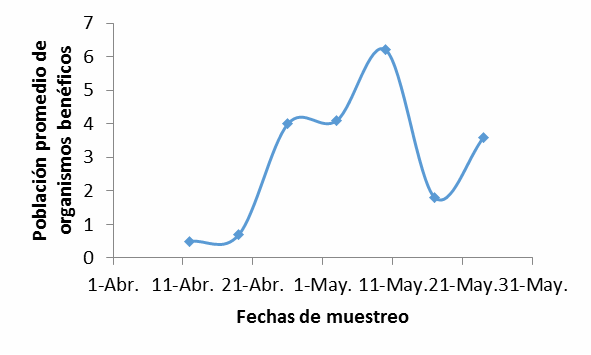 Población promedio de
organismos benéficos
7
6
5
4
3
2
1
0
1-Abr. 11-Abr. 21-Abr. 1-May. 11-May. 21-May. 31-May.
Fechas de muestreo